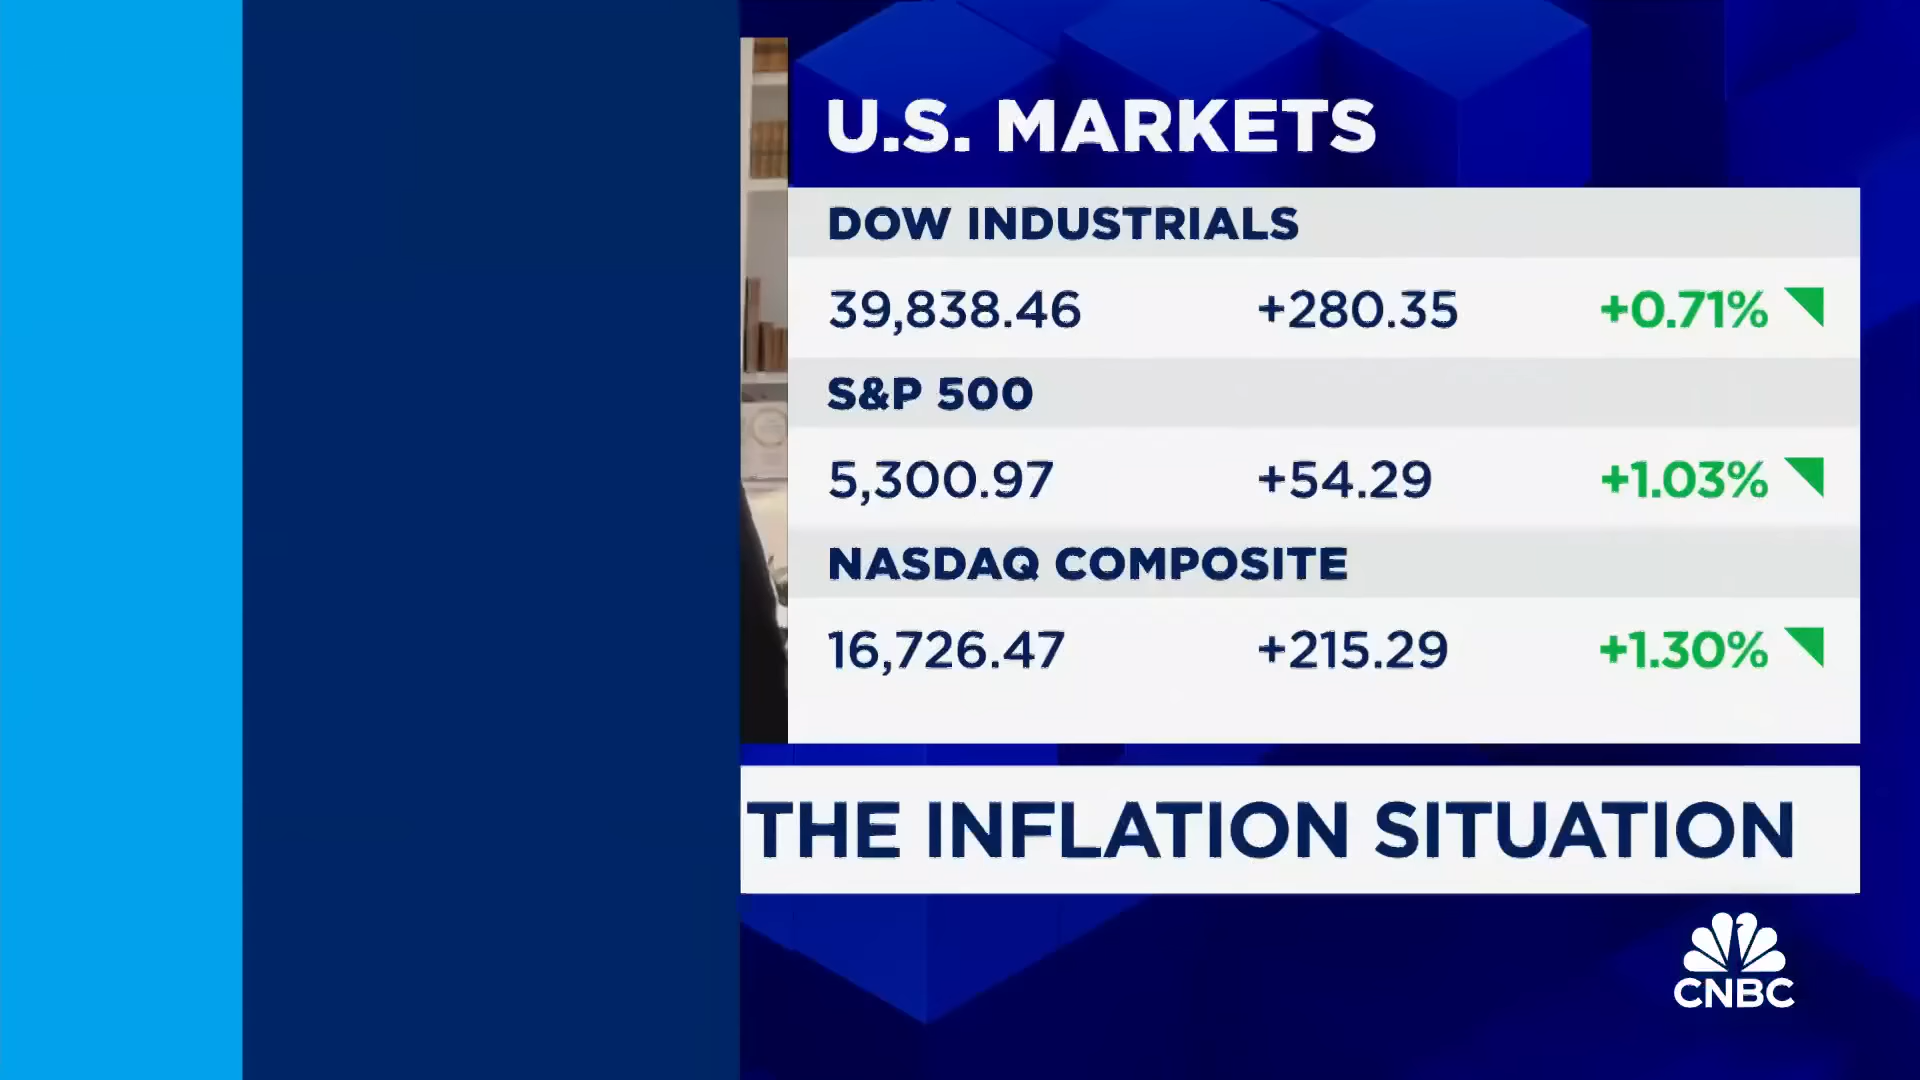 U.S. MARKETS
DOW INDUSTRIALS
39,838.46 +280.35 +0.71%
S&P 500
5,300.97 +54.29 +1.03%
NASDAQ COMPOSITE
16,726.47 +215.29 +1.30%
THE INFLATION SITUATION
CNBC